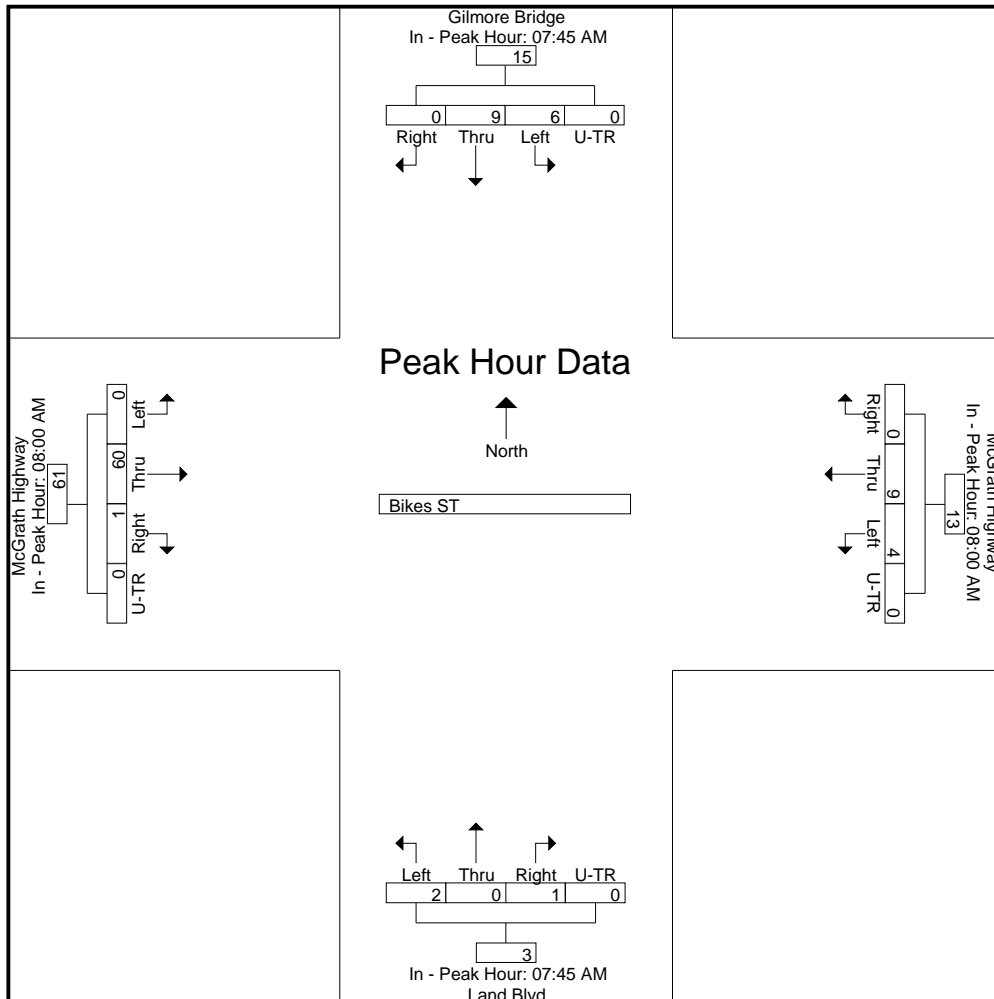 Gilmore Bridge
In - Peak Hour: 07:45 AM
15
0 9 6 0
Right Thru Left U-TR
Peak Hour Data
North
Bikes ST
McGrath Highway
In - Peak Hour: 08:00 AM
61
0 60 1 0
Left Thru Right U-TR
McGrath Highway
In - Peak Hour: 08:00 AM
13
0 9 4 0
Right Thru Left U-TR
Left Thru Right U-TR
2 0 1 0
3
In - Peak Hour: 07:45 AM
Land Blvd